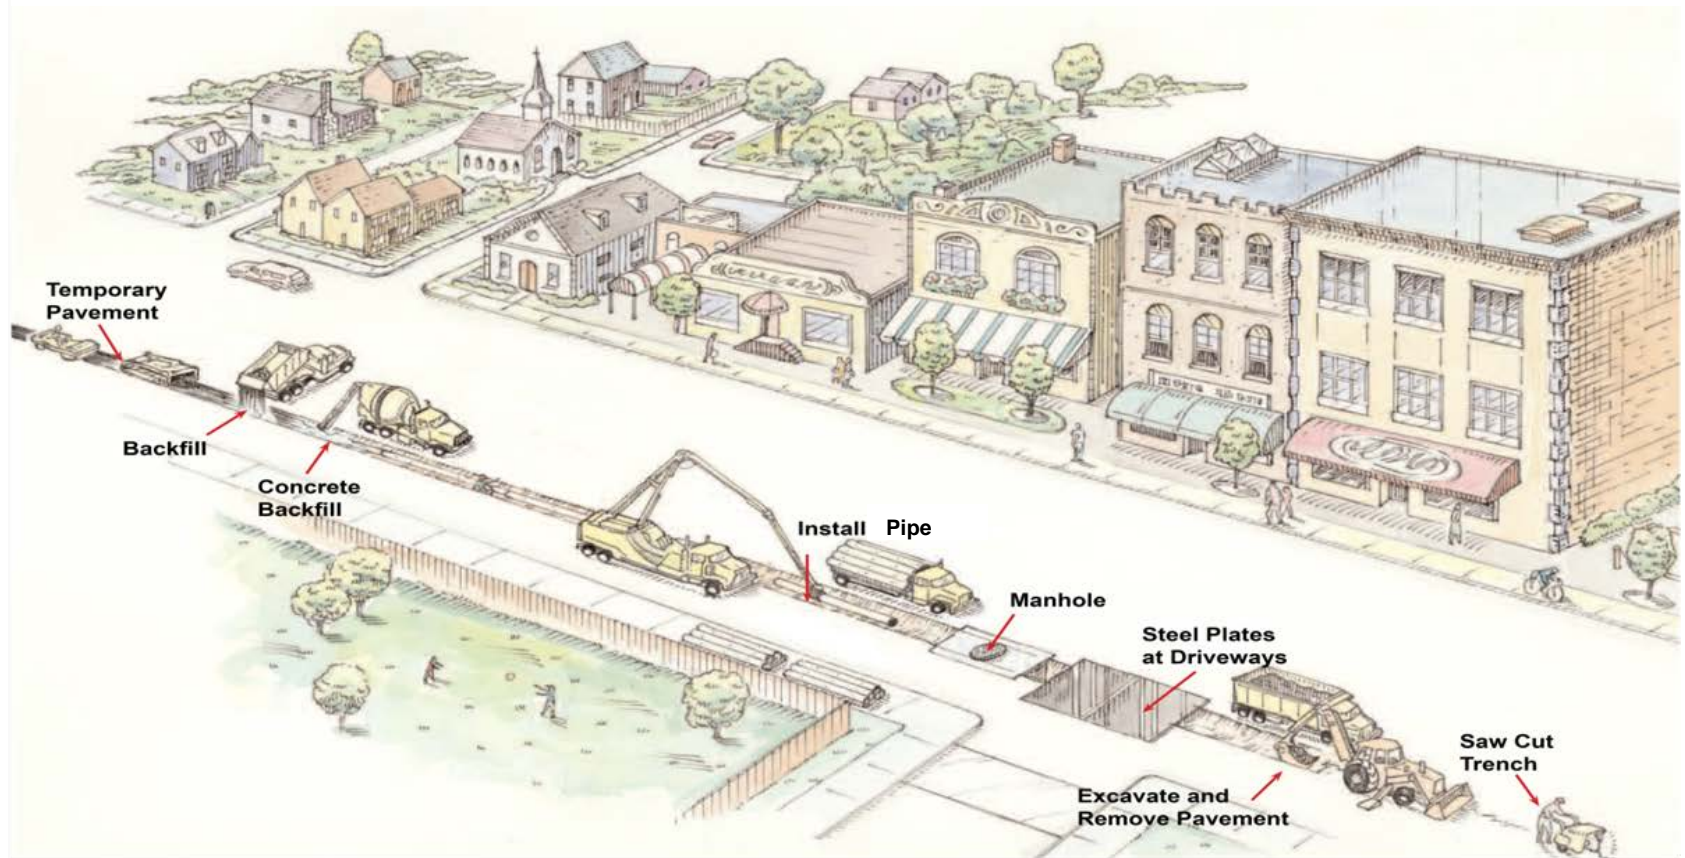 Temporary
Pavement
Backfill
Concrete
Backfill
Install Pipe
Manhole
Steel Plates
at Driveways
Excavate and
Remove Pavement
Saw Cut
Trench